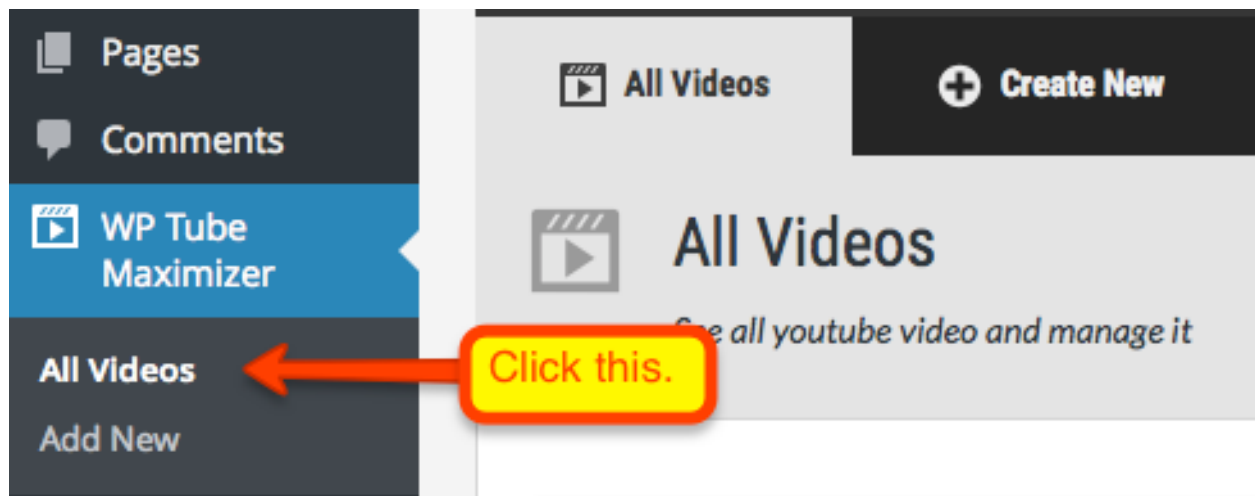 Pages
Comments
WP Tube
Maximizer
All Videos
Add New
All Videos
Create New
All Videos
See all youtube video and manage it
Click this.